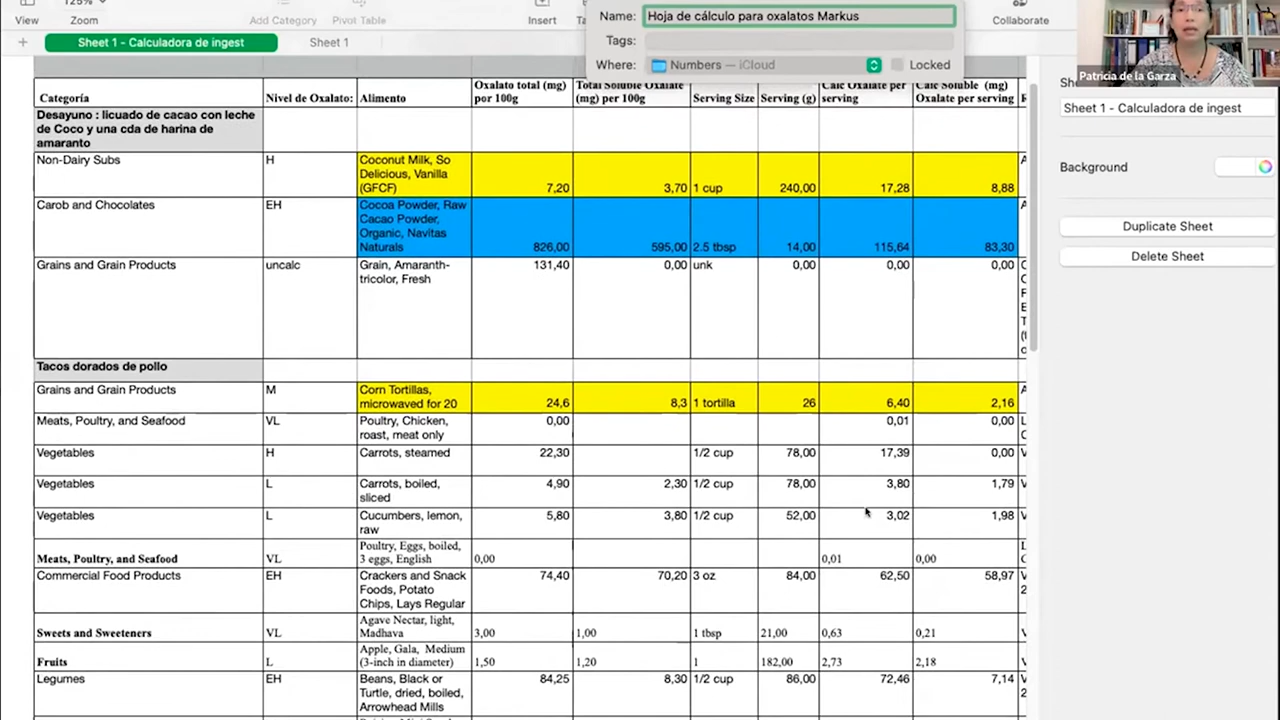 125%
View
Zoom
Add Category
Pivot Table
Insert
Name:
Hoja de cálculo para oxalatos Markus
Tags:
Where:
Numbers — iCloud
Locked
Collaborate
Patricia de la Garza
Sheet 1 - Calculadora de ingest
Sheet 1
Sheet 1 - Calculadora de ingest
Background
Duplicate Sheet
Delete Sheet
Categoría Nivel de Oxalato: Alimento Oxalato total (mg) por 100g Total Soluble Oxalate (mg) per 100g Serving Size Serving (g) Calc Oxalate per serving Calc Soluble (mg) Oxalate per serving
Desayuno : licuado de cacao con leche
de Coco y una cda de harina de
amaranto
Non-Dairy Subs H Coconut Milk, So
Delicious, Vanilla
(GFCF) 7,20 3,70 1 cup 240,00 17,28 8,88
Carob and Chocolates EH Cocoa Powder, Raw
Cacao Powder,
Organic, Navitas
Naturals 826,00 595,00 2.5 tbsp 14,00 115,64 83,30
Grains and Grain Products uncalc Grain, Amaranth- 131,40 0,00 unk 0,00 0,00 0,00
tricolor, Fresh
Tacos dorados de pollo
Grains and Grain Products M Corn Tortillas,
microwaved for 20 24,6 8,3 1 tortilla 26 6,40 2,16
Meats, Poultry, and Seafood VL Poultry, Chicken, 0,00 0,01 0,00
roast, meat only
Vegetables H Carrots, steamed 22,30 1/2 cup 78,00 17,39 0,00
Vegetables L Carrots, boiled, 4,90 2,30 1/2 cup 78,00 3,80 1,79
sliced
Vegetables L Cucumbers, lemon, 5,80 3,80 1/2 cup 52,00 3,02 1,98
raw
Poultry, Eggs, boiled,
Meats, Poultry, and Seafood VL 3 eggs, English 0,00 0,01 0,00
Commercial Food Products EH Crackers and Snack 74,40 70,20 3 oz 84,00 62,50 58,97
Foods, Potato
Chips, Lays Regular
Agave Nectar, light,
Sweets and Sweeteners VL Madhava 3,00 1,00 1 tbsp 21,00 0,63 0,21
Apple, Gala, Medium
Fruits L (3-inch in diameter) 1,50 1,20 1 182,00 2,73 2,18
Legumes EH Beans, Black or 84,25 8,30 1/2 cup 86,00 72,46 7,14
Turtle, dried, boiled,
Arrowhead Mills